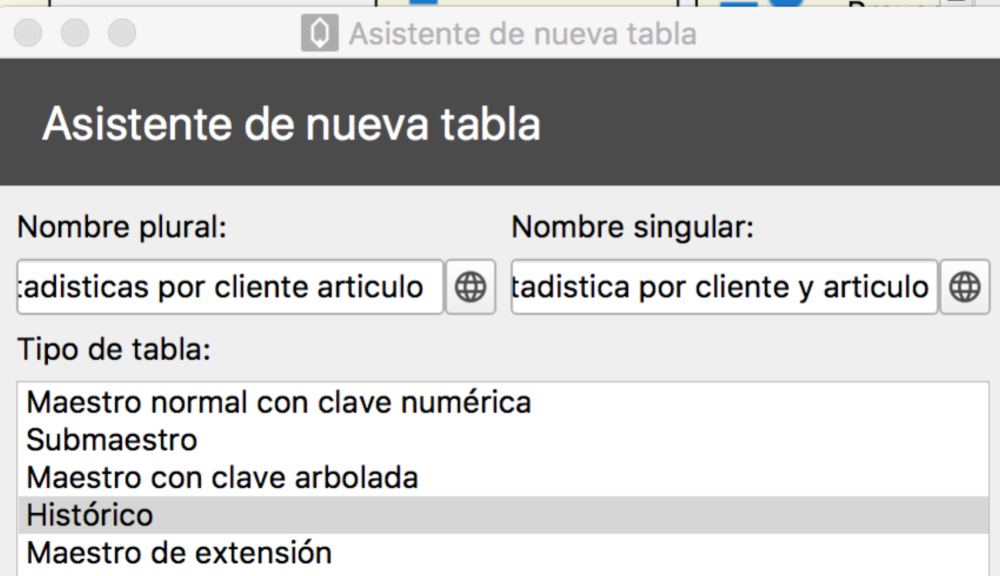 Asistente de nueva tabla
Asistente de nueva tabla
Nombre plural: Nombre singular:
tadisticas por cliente articulo tadistica por cliente y articulo
Tipo de tabla:
Maestro normal con clave numérica
Submaestro
Maestro con clave arbolada
Histórico
Maestro de extensión